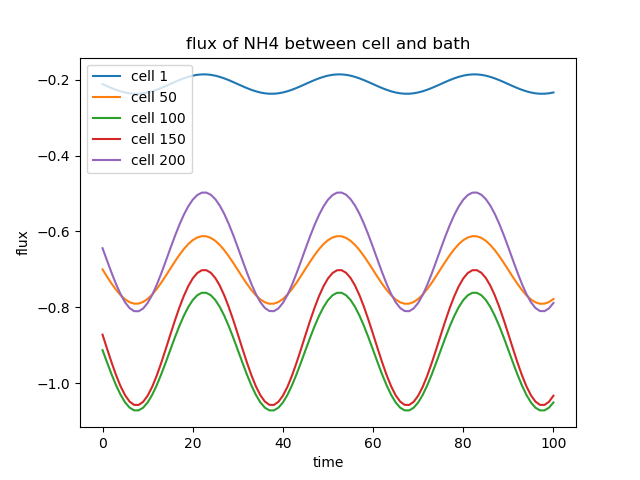 flux of NH4 between cell and bath
cell 1
cell 50
cell 100
cell 150
cell 200
−0.2
−0.4
−0.6
−0.8
−1.0
flux
0 20 40 60 80 100
time